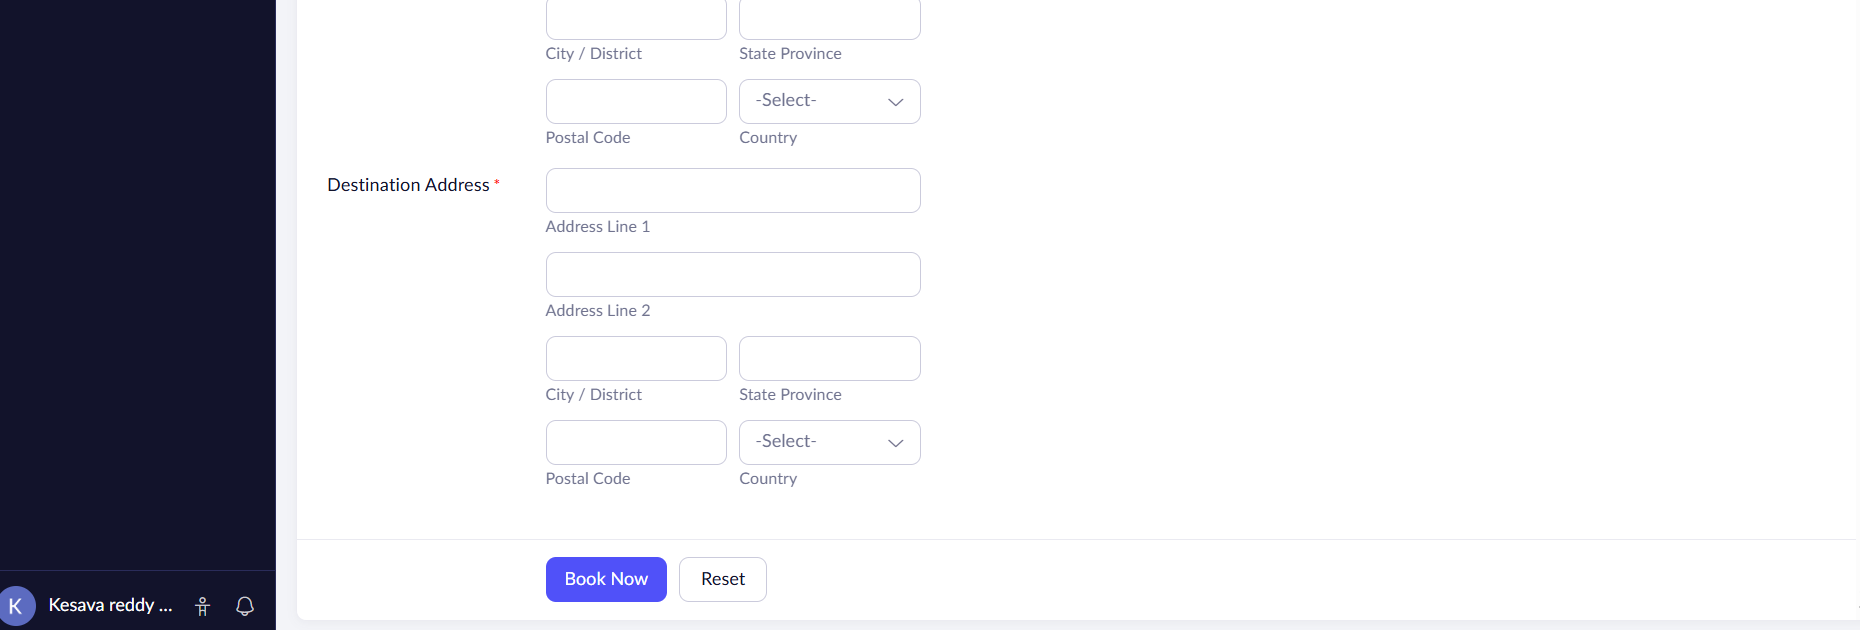 City / District
State Province
-Select-
Postal Code
Country
Destination Address *
Address Line 1
Address Line 2
City / District
State Province
-Select-
Postal Code
Country
Book Now
Reset
K
Kesava reddy ...